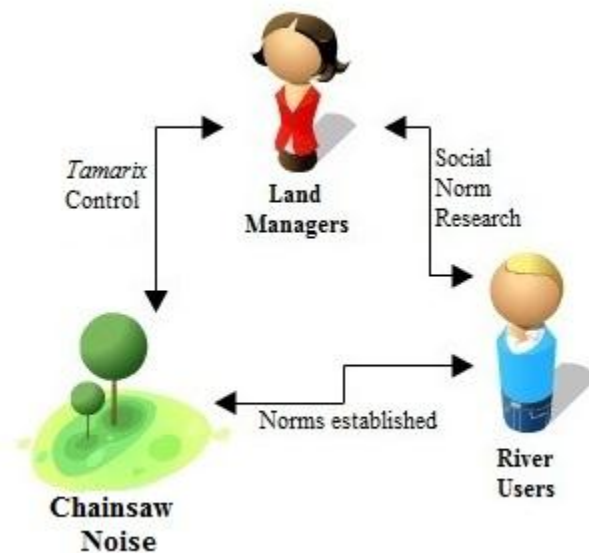 Land
Managers
Tamarix
Control
Social
Norm
Research
Norms established
River
Users
Chainsaw
Noise